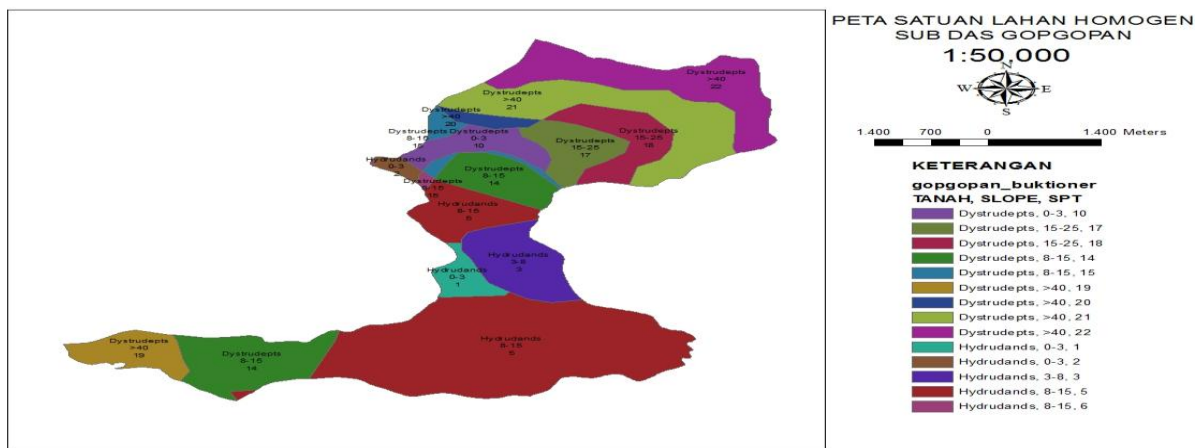 PETA SATUAN LAHAN HOMOGEN
SUB DAS GOPGOPAN
1:50,000
N
W E
S
1.400 700 0 1.400 Meters
KETERANGAN
gopgopan_buktioner
TANAH, SLOPE, SPT
Dystrudepts, 0-3, 10
Dystrudepts, 15-25, 17
Dystrudepts, 15-25, 18
Dystrudepts, 8-15, 14
Dystrudepts, 8-15, 15
Dystrudepts, >40, 19
Dystrudepts, >40, 20
Dystrudepts, >40, 21
Dystrudepts, >40, 22
Hydrudands, 0-3, 1
Hydrudands, 0-3, 2
Hydrudands, 3-8, 3
Hydrudands, 8-15, 5
Hydrudands, 8-15, 6
Dystrudepts
>40
22
Dystrudepts
>40
21
Dystrudepts
>40
20
Dystrudepts
8-15
15
Dystrudepts
0-3
10
Dystrudepts
15-25
17
Dystrudepts
15-25
18
Hydrudands
0-3
2
Dystrudepts
8-15
15
Dystrudepts
8-15
14
Hydrudands
8-15
5
Hydrudands
3-8
3
Hydrudands
0-3
1
Hydrudands
8-15
5
Dystrudepts
>40
19
Dystrudepts
8-15
14